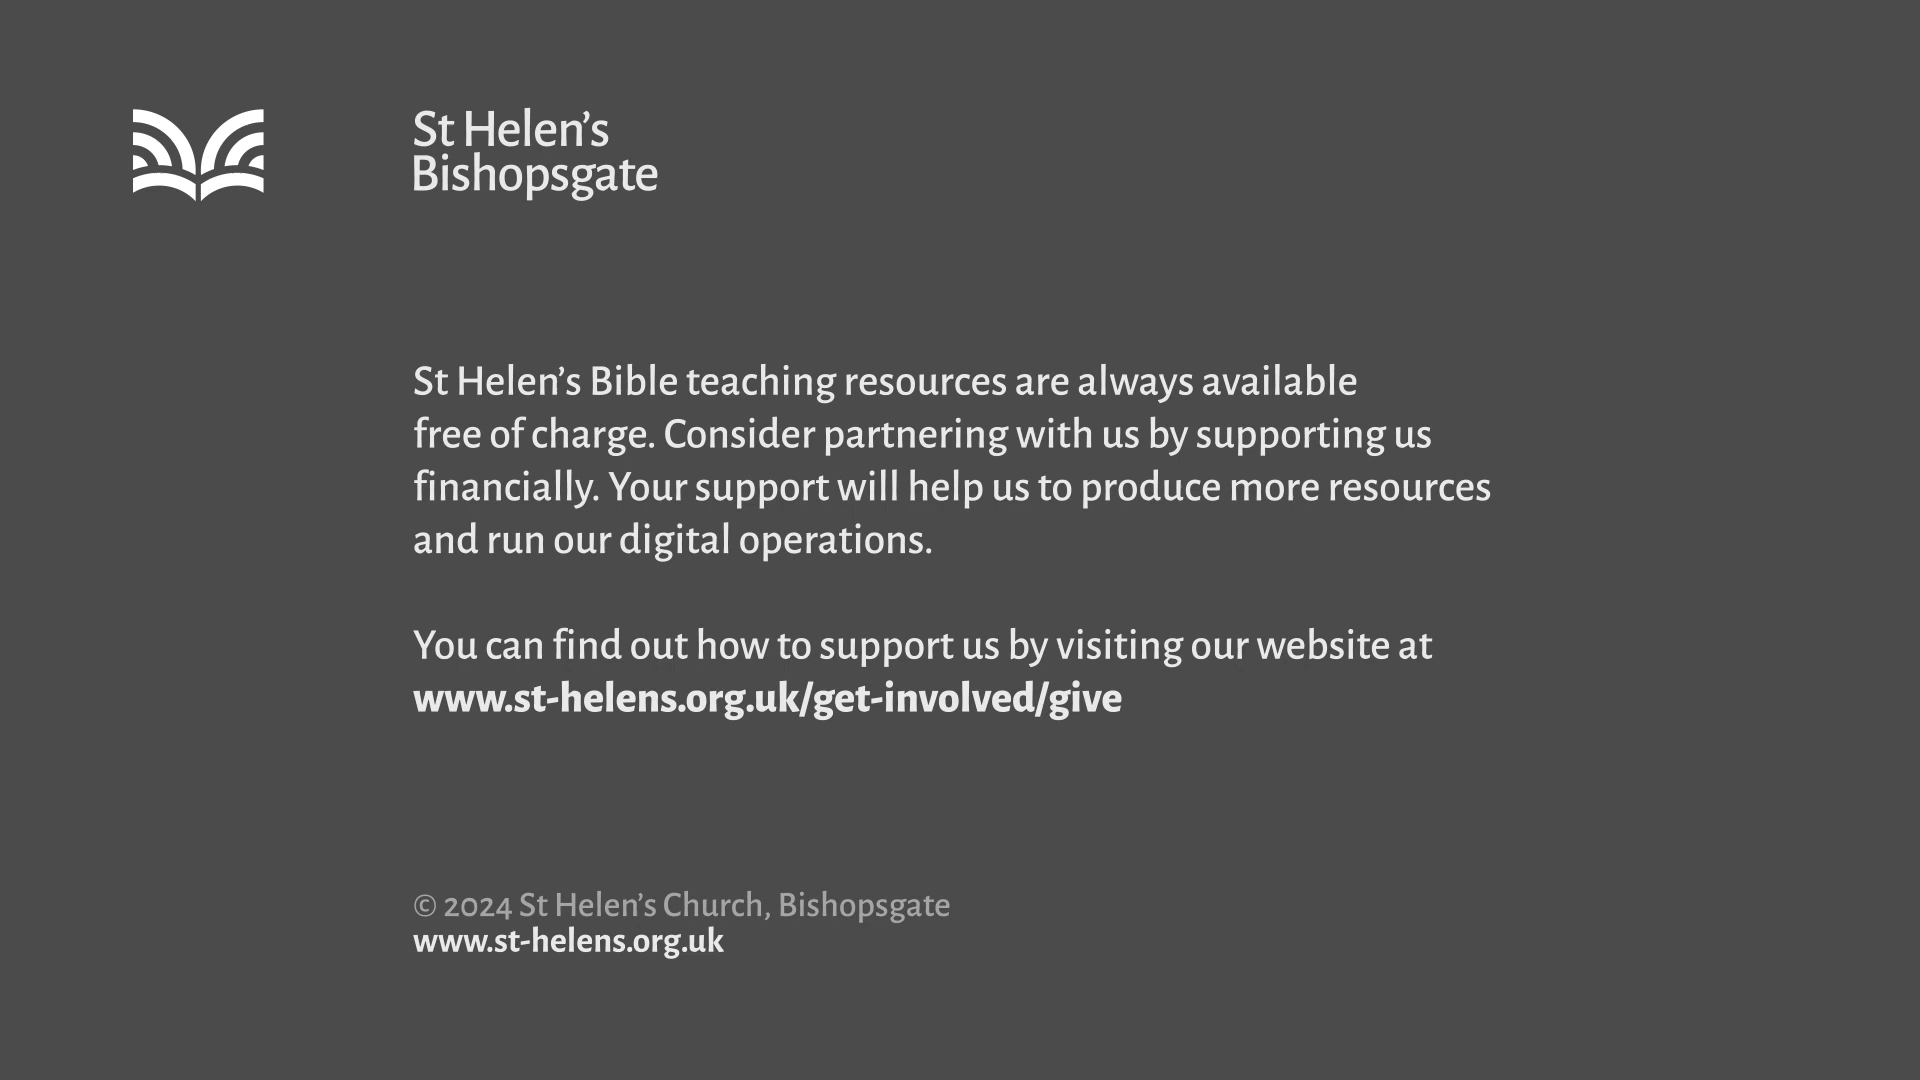 St Helen’s
Bishopsgate
St Helen’s Bible teaching resources are always available
free of charge. Consider partnering with us by supporting us
financially. Your support will help us to produce more resources
and run our digital operations.
You can find out how to support us by visiting our website at
www.st-helens.org.uk/get-involved/give
© 2024 St Helen’s Church, Bishopsgate
www.st-helens.org.uk